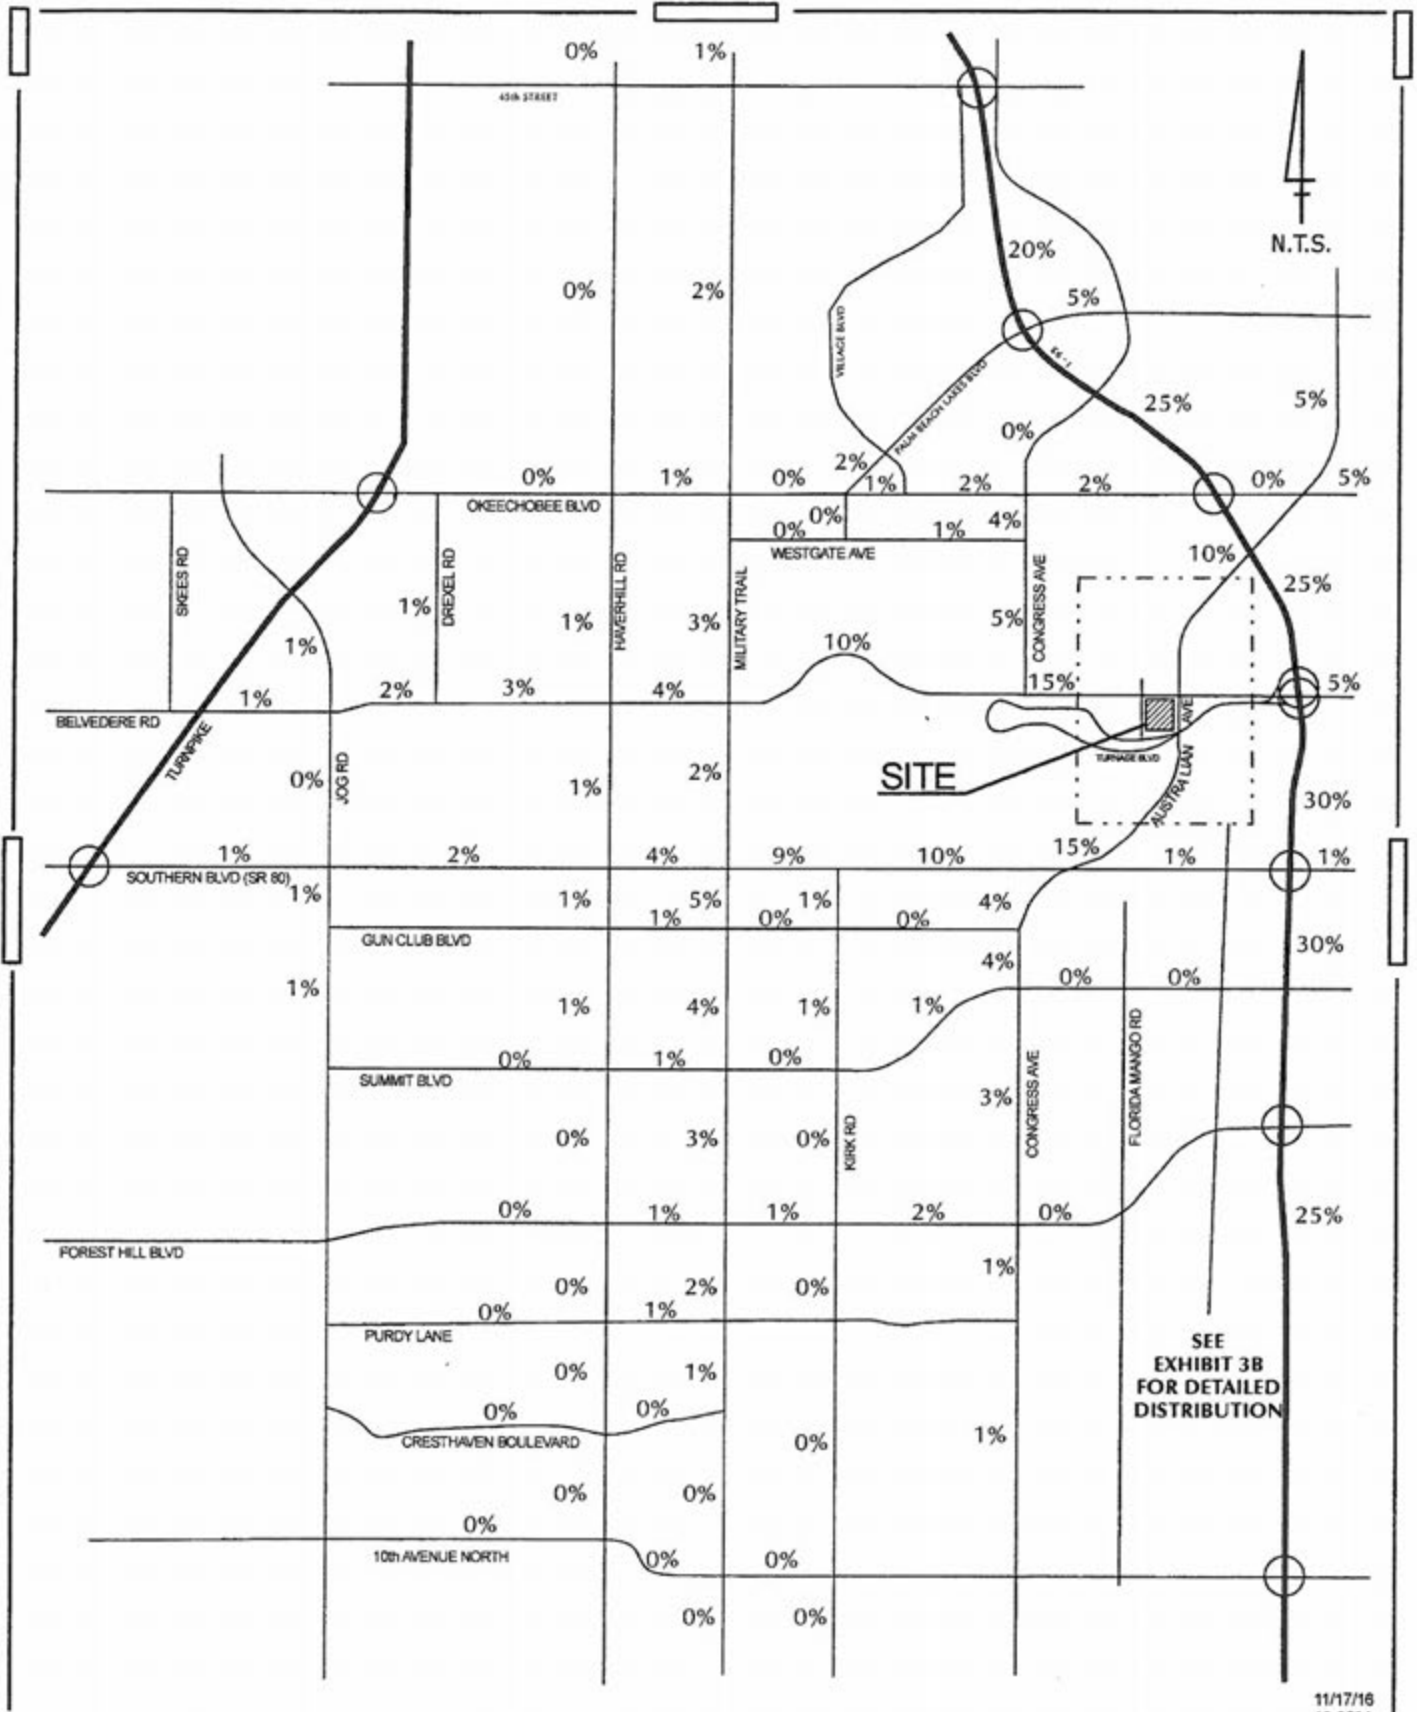 0% 1%
45th STREET
N.T.S.
20%
0% 2% 5%
VILLAGE BLVD
I-95
PALM BEACH LAKES BLVD
25% 5%
0%
2%
0% 1% 0% 1% 2% 2% 0% 5%
OKEECHOBEE BLVD
0% 4%
0% 1%
WESTGATE AVE
10%
SKEES RD
DREXEL RD
HAVERHILL RD
MILITARY TRAIL
CONGRESS AVE
25%
1%
1% 3% 5%
1% 10%
1% 2% 3% 4% 15% 5%
BELVEDERE RD
TURNPIKE
JOG RD
AUSTRALIAN AVE
TURNAGE BLVD
0% 1% 2%
SITE
30%
1% 2% 4% 9% 10% 15% 1% 1%
SOUTHERN BLVD (SR 80)
1% 1% 5% 1% 4%
1% 0% 0%
GUN CLUB BLVD
30%
4%
0% 0%
1% 1% 4% 1% 1%
0% 1% 0%
SUMMIT BLVD
3%
KIRK RD
CONGRESS AVE
FLORIDA MANGO RD
0% 3% 0%
0% 1% 1% 2% 0% 25%
FOREST HILL BLVD
1%
0% 2% 0%
0% 1%
PURDY LANE
SEE
EXHIBIT 3B
FOR DETAILED
DISTRIBUTION
0% 1%
0% 0%
CRESTHAVEN BOULEVARD
0% 1%
0% 0%
0%
10th AVENUE NORTH
0% 0%
0% 0%
11/17/16